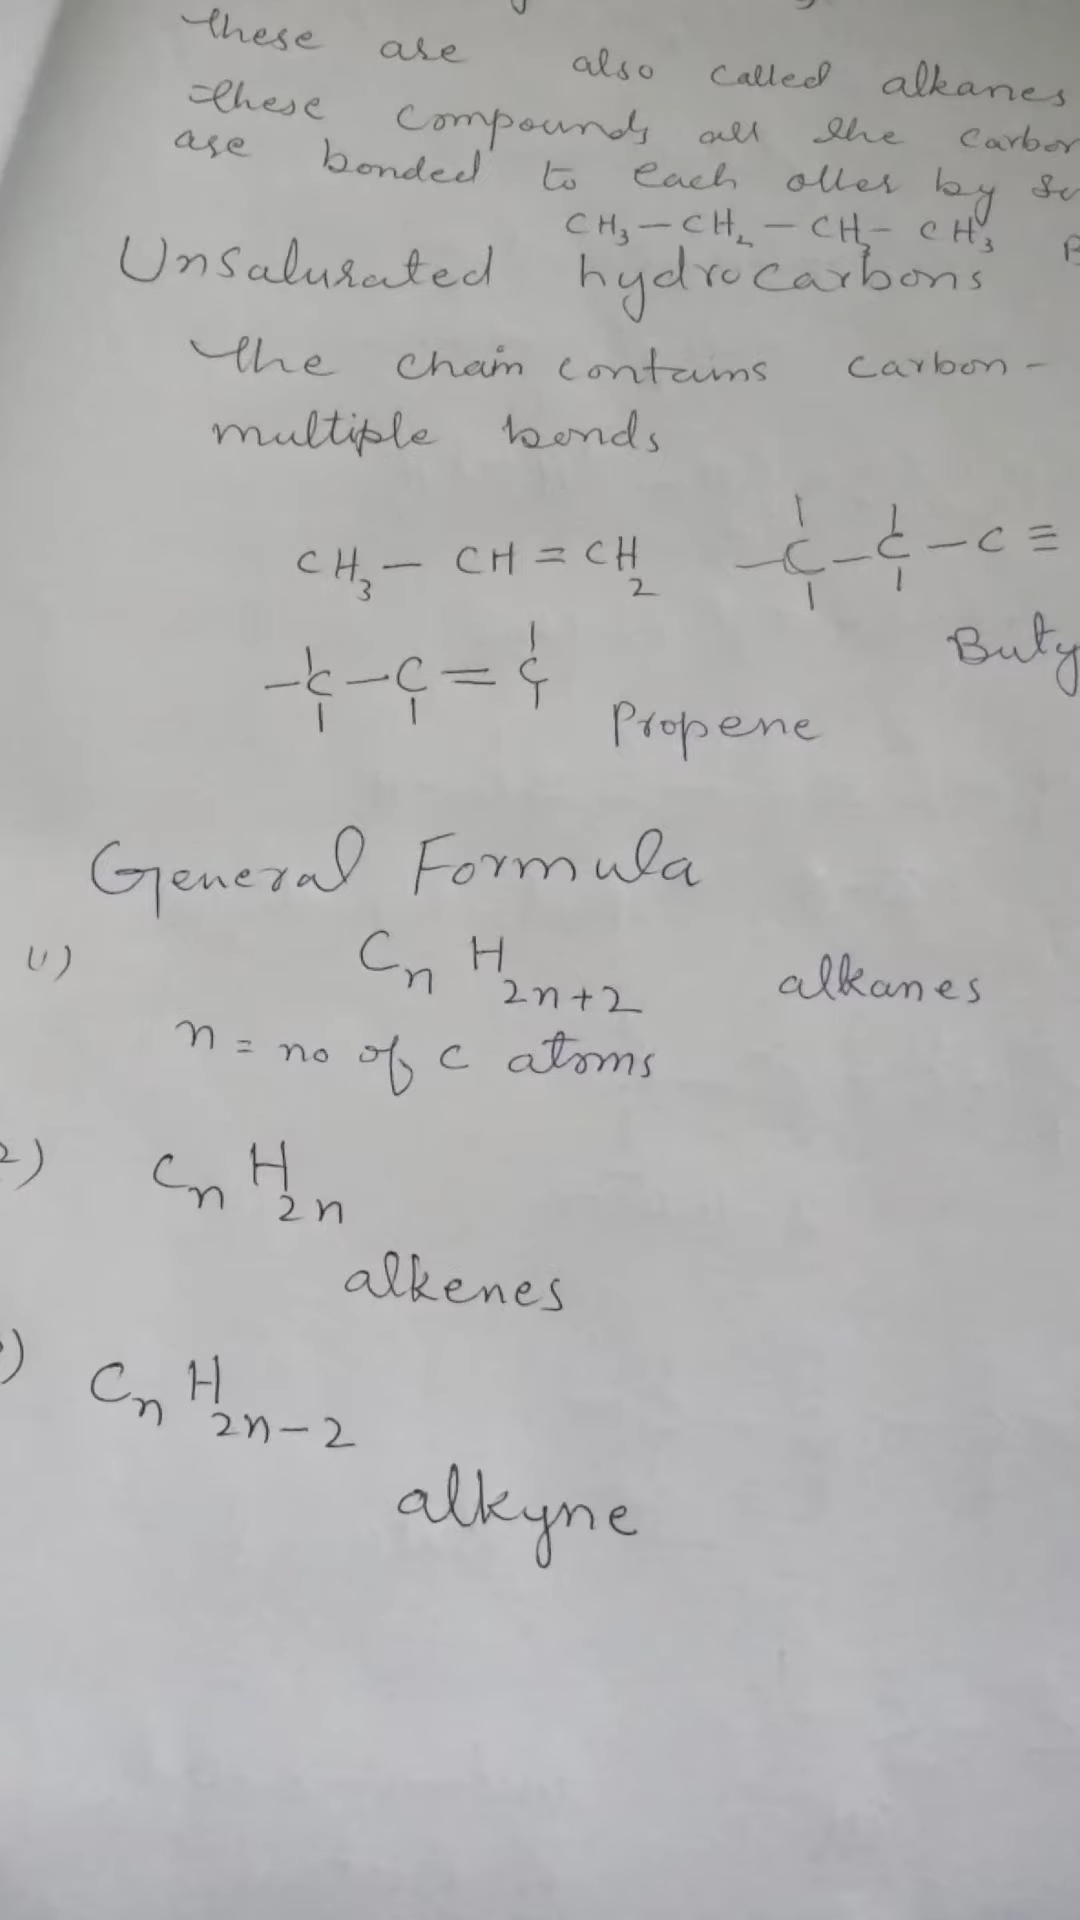 these are also called alkanes
these compounds all the carbon
are bonded to each other by
CH₃-CH₂-CH₂-CH₃
Unsaturated hydrocarbons
the chain contains carbon-
multiple bonds
CH₃-CH=CH₂ -C-C-C≡
-C-C=C
Propene
General Formula
1) CₙH₂ₙ₊₂ alkanes
n = no of c atoms
2) CₙH₂ₙ
alkenes
) CₙH₂ₙ₋₂
alkyne